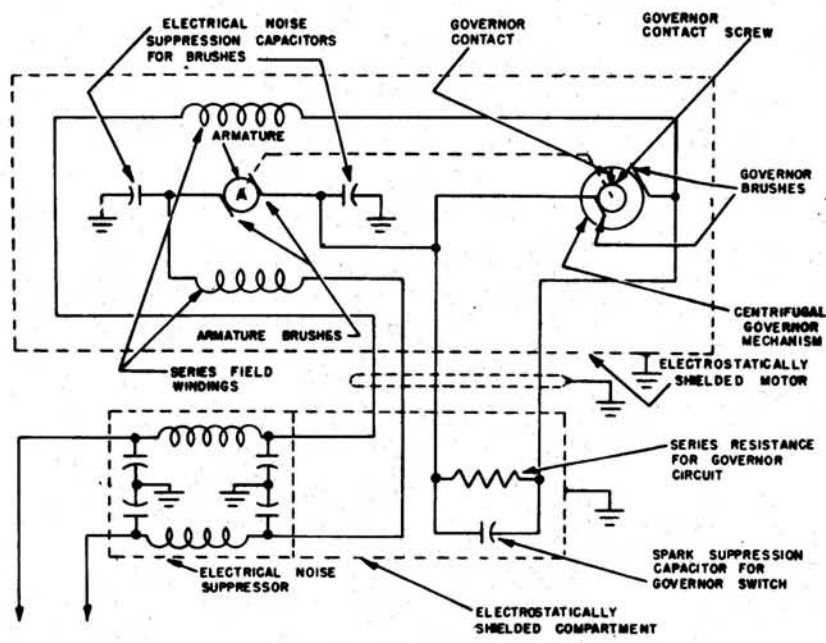 ELECTRICAL NOISE
SUPPRESSION CAPACITORS
FOR BRUSHES
GOVERNOR
CONTACT
GOVERNOR
CONTACT SCREW
ARMATURE
A
GOVERNOR
BRUSHES
ARMATURE BRUSHES
CENTRIFUGAL
GOVERNOR
MECHANISM
SERIES FIELD
WINDINGS
ELECTROSTATICALLY
SHIELDED MOTOR
SERIES RESISTANCE
FOR GOVERNOR
CIRCUIT
SPARK SUPPRESSION
CAPACITOR FOR
GOVERNOR SWITCH
ELECTRICAL NOISE
SUPPRESSOR
ELECTROSTATICALLY
SHIELDED COMPARTMENT